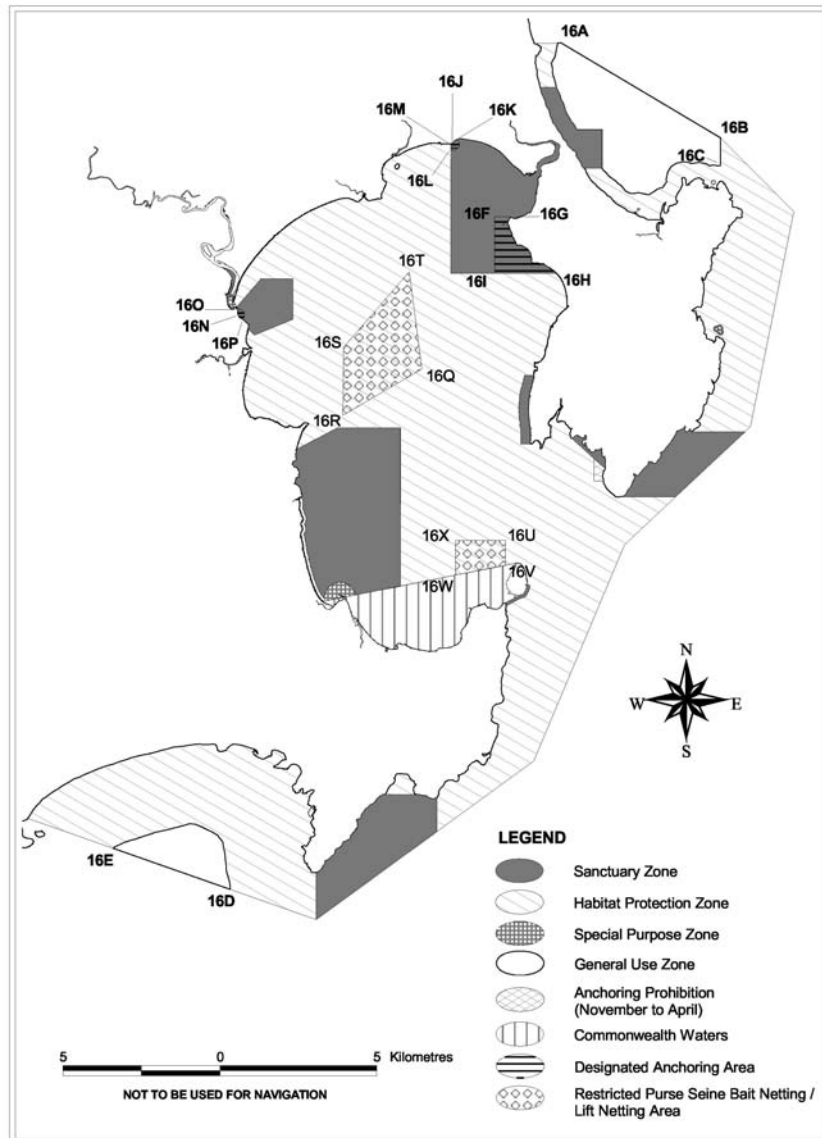 16A
16J
16M
16K
16B
16C
16L
16F
16G
16T
16I
16H
16O
16N
16S
16P
16Q
16R
16X
16U
16W
16V
N
W
E
S
LEGEND
16E
Sanctuary Zone
16D
Habitat Protection Zone
Special Purpose Zone
General Use Zone
Anchoring Prohibition
(November to April)
Commonwealth Waters
5 0 5 Kilometres
Designated Anchoring Area
NOT TO BE USED FOR NAVIGATION
Restricted Purse Seine Bait Netting /
Lift Netting Area